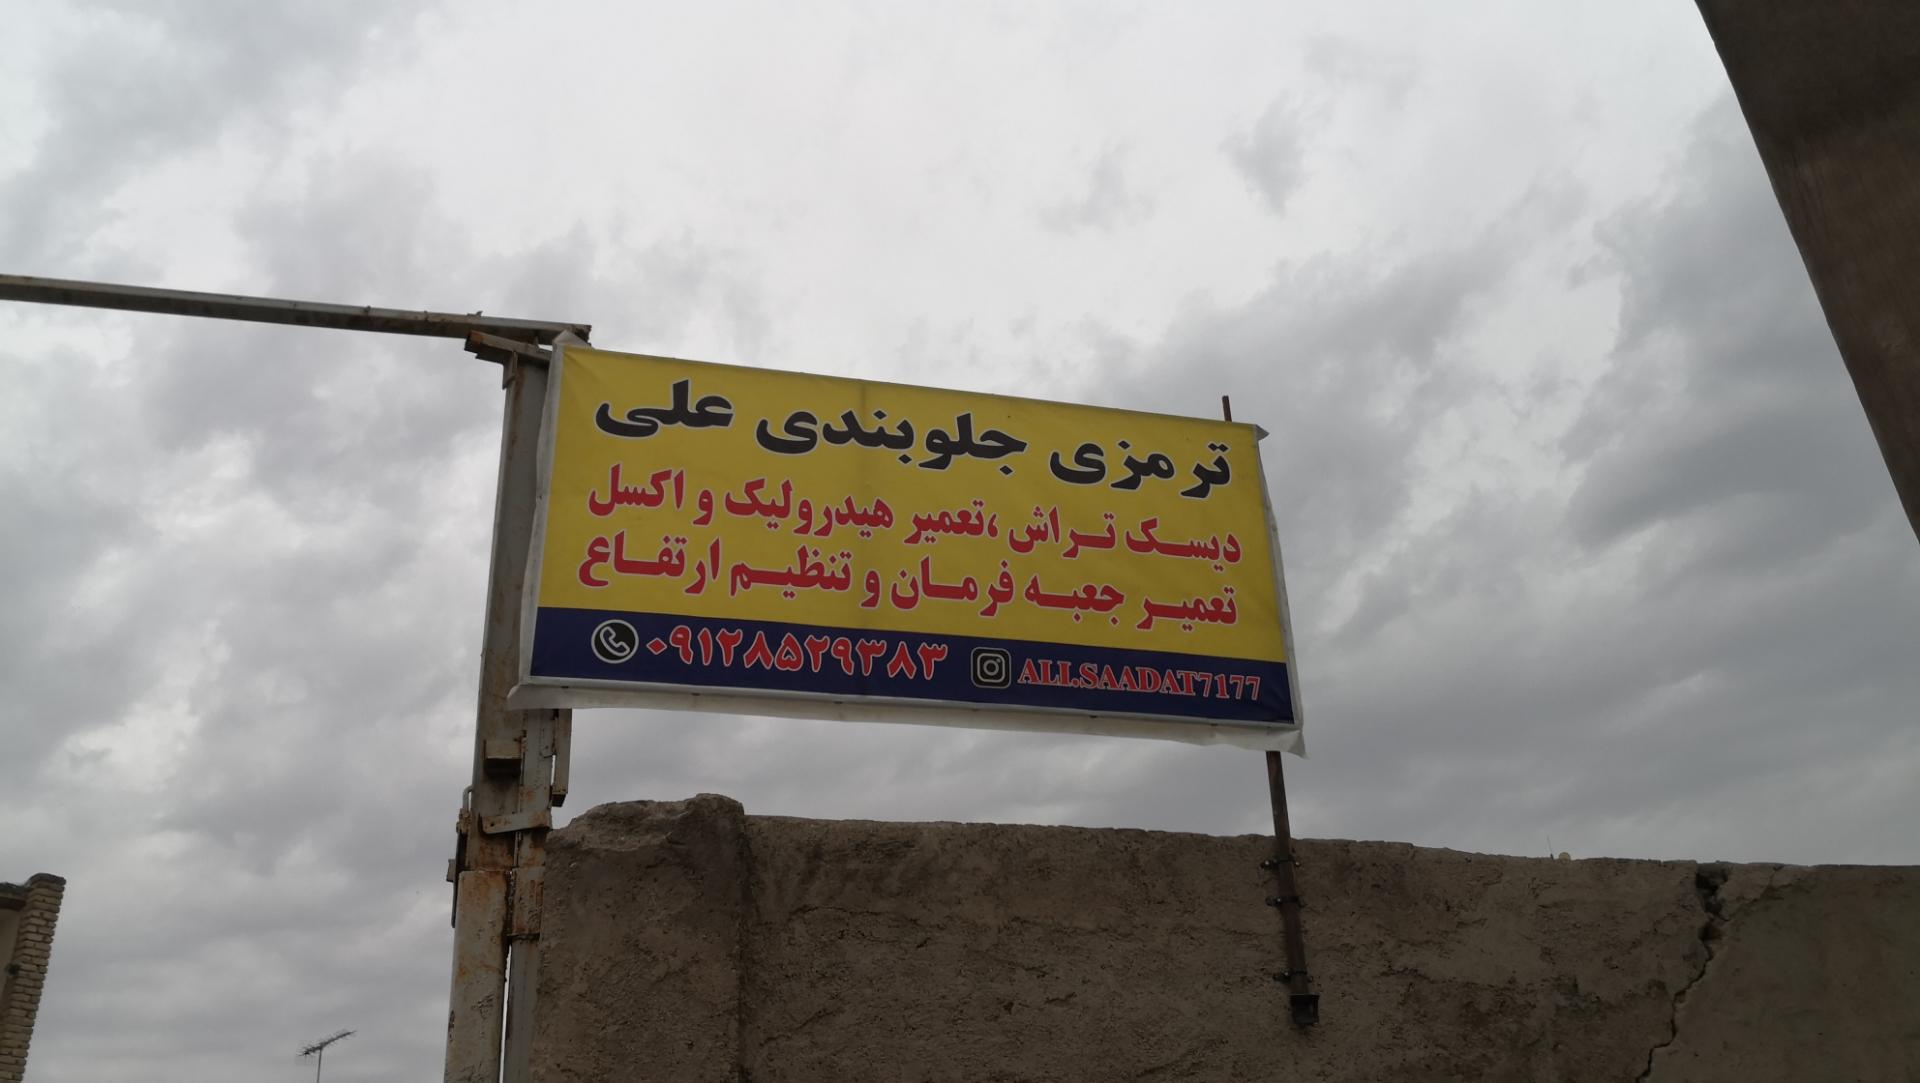 ترمزی جلوبندی علی
دیسک تراش ،تعمیر هیدرولیک و اکسل
تعمیر جعبه فرمان و تنظیم ارتفاع
۰۹۱۲۸۵۲۹۳۸۳ ALI.SAADAT7177